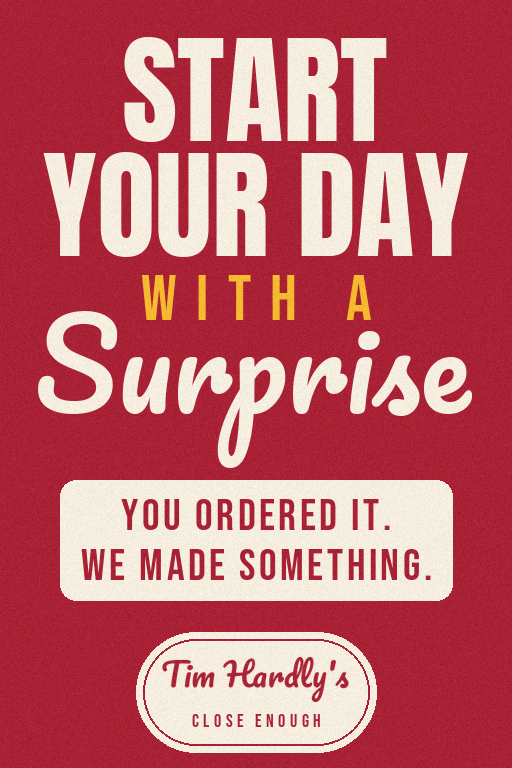 START
YOUR DAY
WITH A
Surprise
YOU ORDERED IT.
WE MADE SOMETHING.
Tim Hardly's
CLOSE ENOUGH